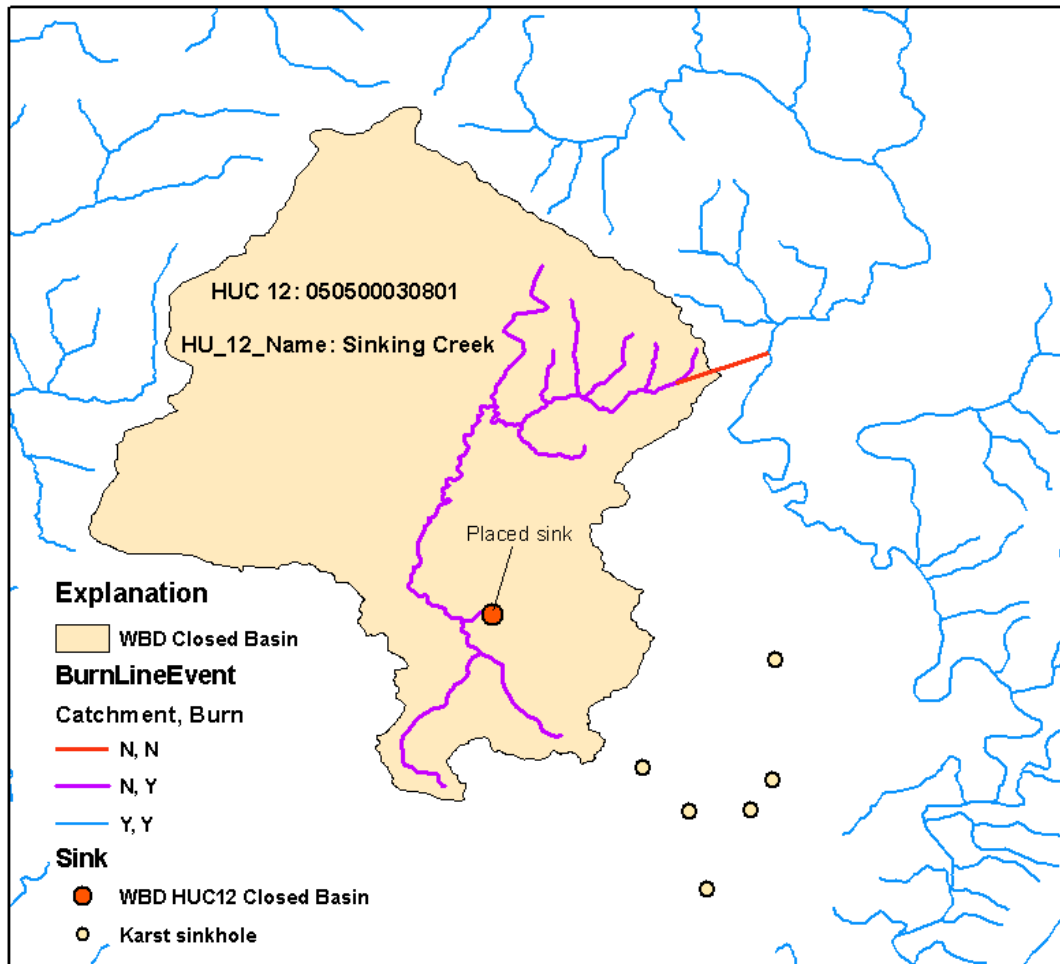 HUC 12: 050500030801
HU_12_Name: Sinking Creek
Placed sink
Explanation
WBD Closed Basin
BurnLineEvent
Catchment, Burn
N, N
N, Y
Y, Y
Sink
WBD HUC12 Closed Basin
Karst sinkhole